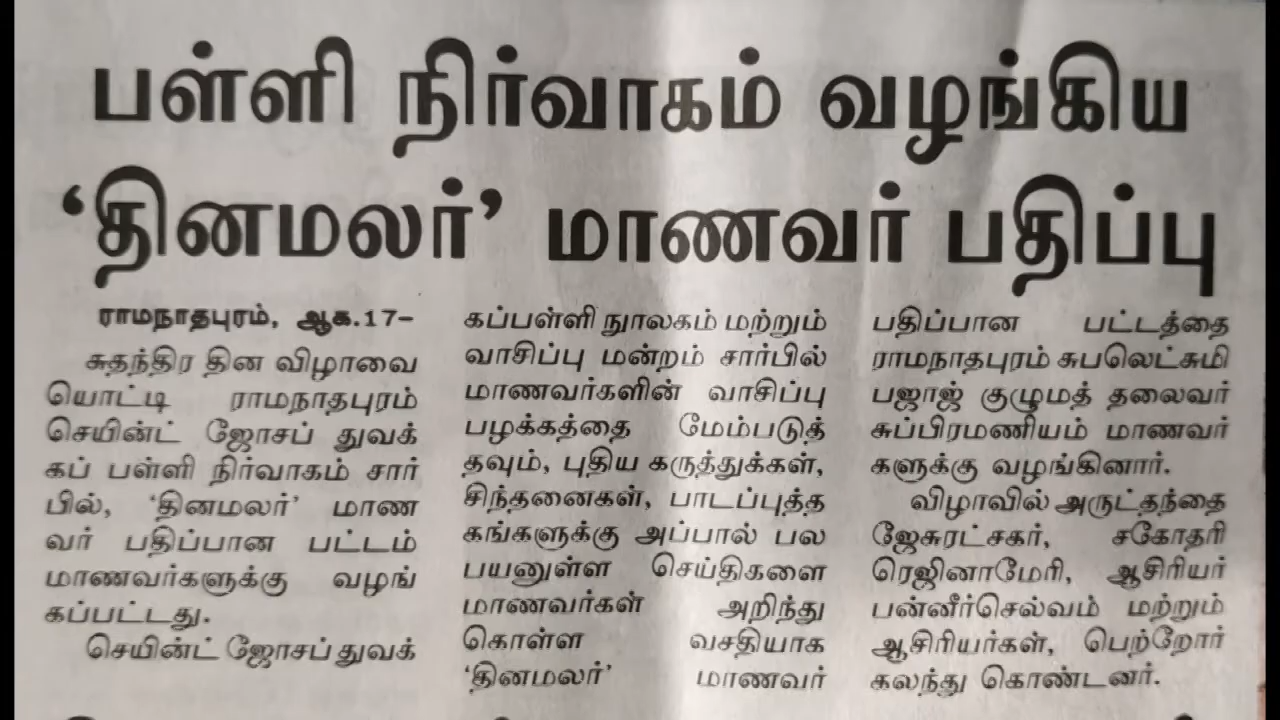 பள்ளி நிர்வாகம் வழங்கிய
‘தினமலர்’ மாணவர் பதிப்பு
ராமநாதபுரம், ஆக.17–
சுதந்திர தின விழாவை
யொட்டி ராமநாதபுரம்
செயின்ட் ஜோசப் துவக்
கப் பள்ளி நிர்வாகம் சார்
பில், ‘தினமலர்’ மாண
வர் பதிப்பான பட்டம்
மாணவர்களுக்கு வழங்
கப்பட்டது.
செயின்ட் ஜோசப் துவக்
கப்பள்ளி நுாலகம் மற்றும்
வாசிப்பு மன்றம் சார்பில்
மாணவர்களின் வாசிப்பு
பழக்கத்தை மேம்படுத்
தவும், புதிய கருத்துக்கள்,
சிந்தனைகள், பாடப்புத்த
கங்களுக்கு அப்பால் பல
பயனுள்ள செய்திகளை
மாணவர்கள் அறிந்து
கொள்ள வசதியாக
‘தினமலர்’ மாணவர்
பதிப்பான பட்டத்தை
ராமநாதபுரம் சுபலெட்சுமி
பஜாஜ் குழுமத் தலைவர்
சுப்பிரமணியம் மாணவர்
களுக்கு வழங்கினார்.
விழாவில் அருட்தந்தை
ஜேசுரட்சகர், சகோதரி
ரெஜினாமேரி, ஆசிரியர்
பன்னீர்செல்வம் மற்றும்
ஆசிரியர்கள், பெற்றோர்
கலந்து கொண்டனர்.